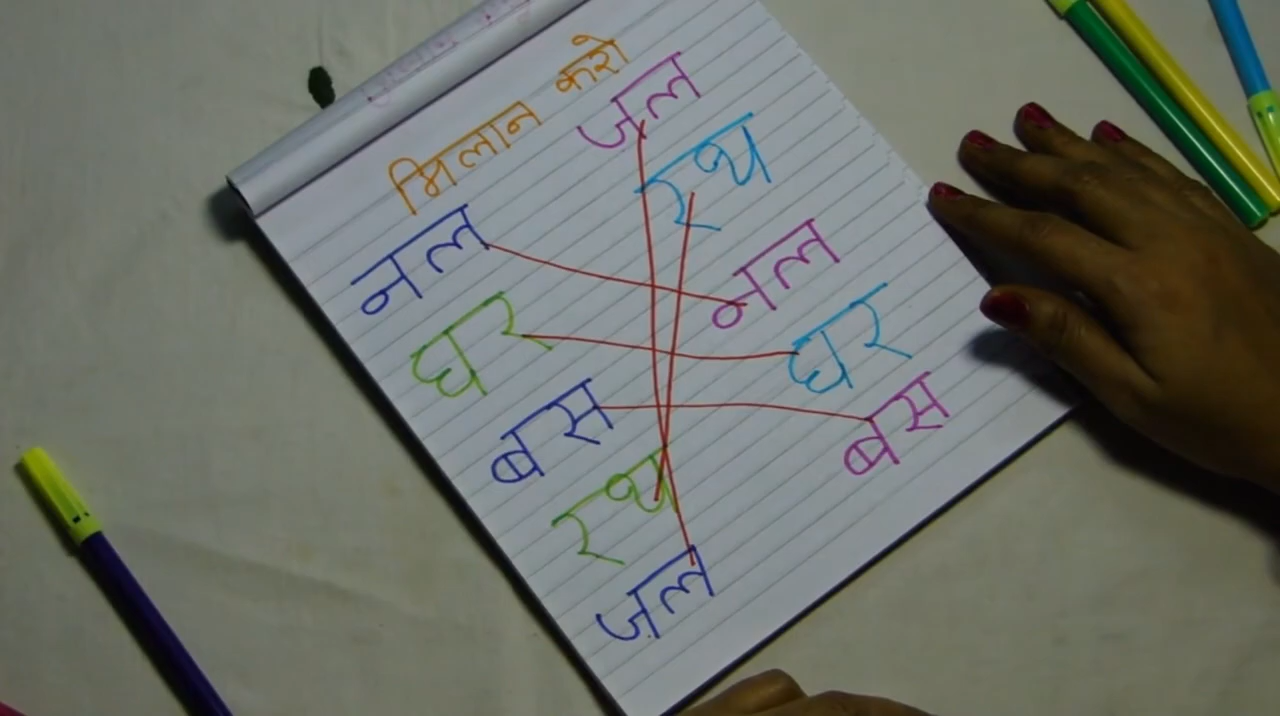 मिलान करो
नल जल
घर रथ
बस नल
रथ घर
जल बस